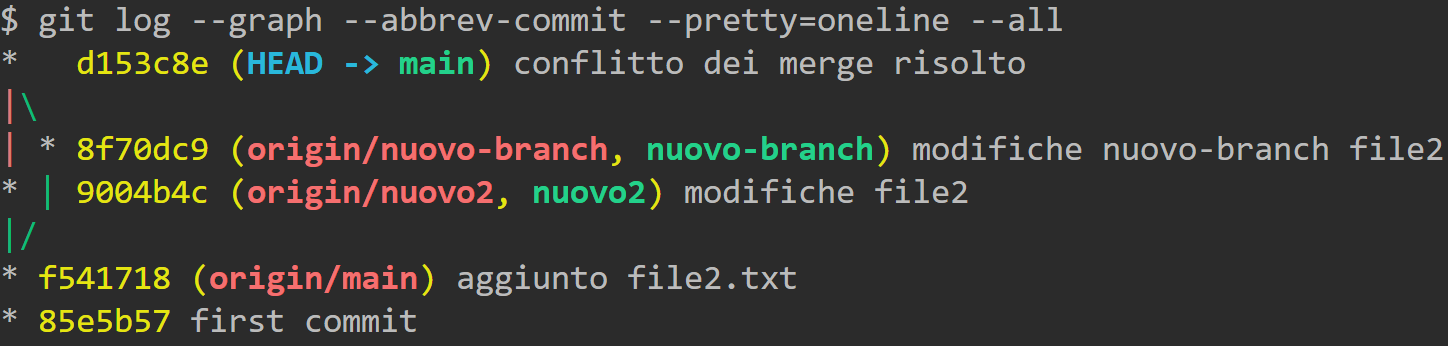 $ git log --graph --abbrev-commit --pretty=oneline --all
*   d153c8e (HEAD -> main) conflitto dei merge risolto
|\
| * 8f70dc9 (origin/nuovo-branch, nuovo-branch) modifiche nuovo-branch file2
* | 9004b4c (origin/nuovo2, nuovo2) modifiche file2
|/
* f541718 (origin/main) aggiunto file2.txt
* 85e5b57 first commit